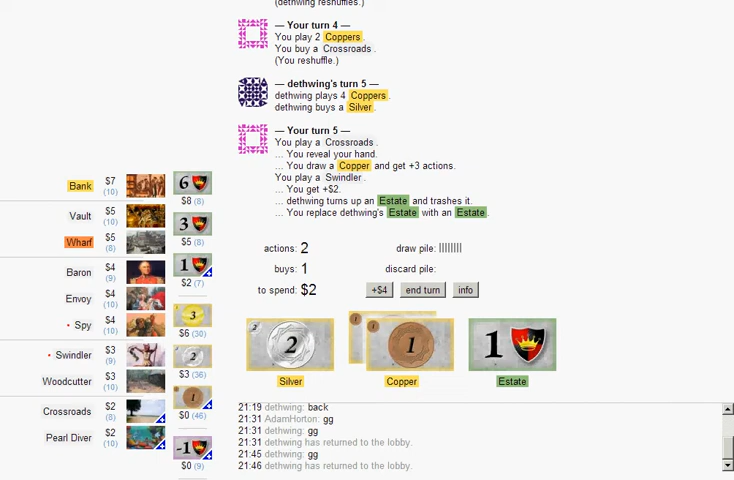 (dethwing reshuffles.)
— Your turn 4 —
You play 2 Coppers.
You buy a Crossroads.
(You reshuffle.)
— dethwing's turn 5 —
dethwing plays 4 Coppers.
dethwing buys a Silver.
— Your turn 5 —
You play a Crossroads.
... You reveal your hand.
... You draw a Copper and get +3 actions.
You play a Swindler.
... You get +$2.
... dethwing turns up an Estate and trashes it.
... You replace dethwing's Estate with an Estate.
Bank $7 (10)
Vault $5 (10)
Wharf $5 (8)
Baron $4 (9)
Envoy $4 (10)
Spy $4 (10)
Swindler $3 (9)
Woodcutter $3 (10)
Crossroads $2 (8)
Pearl Diver $2 (10)
6
$8 (8)
3
$5 (8)
1
$2 (7)
3
$6 (30)
2
$3 (36)
1
$0 (46)
-1
$0 (9)
actions: 2 draw pile: ||||||||
buys: 1 discard pile:
to spend: $2 +$4 end turn info
2 2 1 1 1 1
Silver Copper Estate
21:19 dethwing: back
21:31 AdamHorton: gg
21:31 dethwing: gg
21:31 dethwing has returned to the lobby.
21:45 dethwing: gg
21:46 dethwing has returned to the lobby.